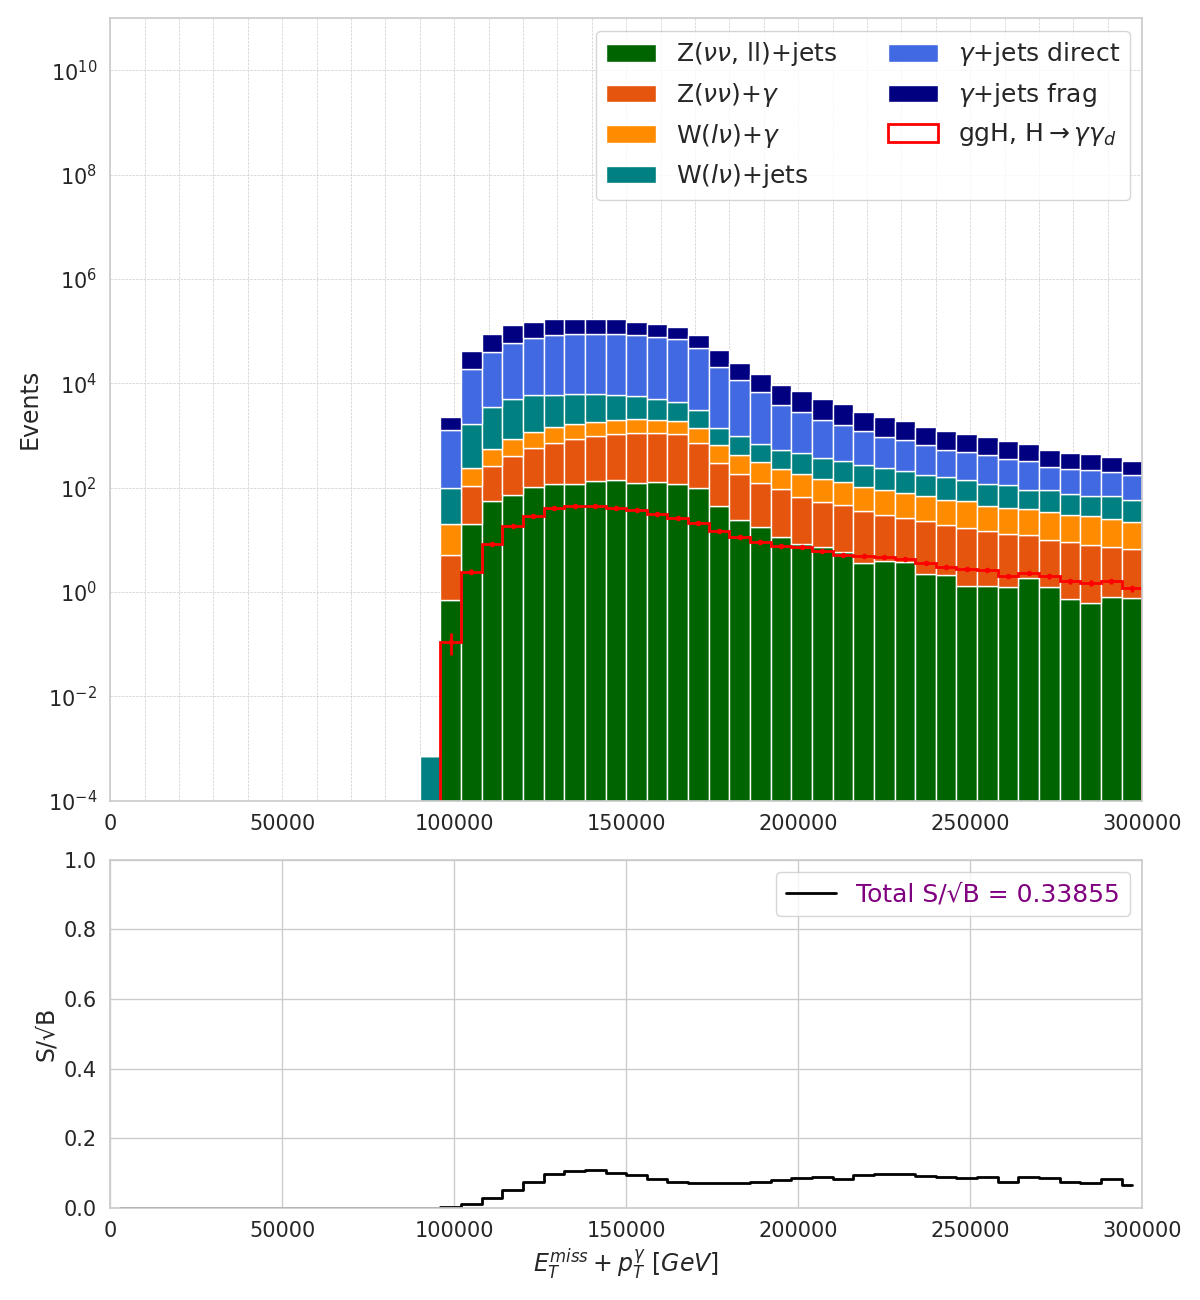 Z(νν, ll)+jets
Z(νν)+γ
W(lν)+γ
W(lν)+jets
γ+jets direct
γ+jets frag
ggH, H→γγ_d
Events
10^10
10^8
10^6
10^4
10^2
10^0
10^−2
10^−4
0 50000 100000 150000 200000 250000 300000
Total S/√B = 0.33855
S/√B
1.0
0.8
0.6
0.4
0.2
0.0
0 50000 100000 150000 200000 250000 300000
E_T^miss + p_T^γ [GeV]